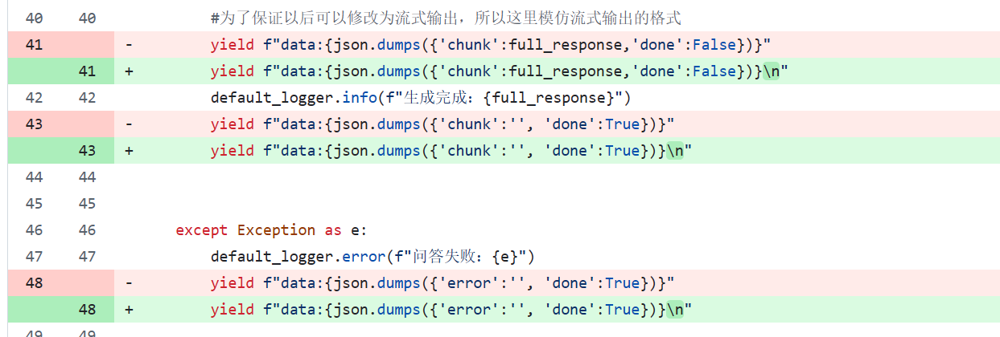 40 40 #为了保证以后可以修改为流式输出，所以这里模仿流式输出的格式
41 - yield f"data:{json.dumps({'chunk':full_response,'done':False})}"
41 + yield f"data:{json.dumps({'chunk':full_response,'done':False})}\n"
42 42 default_logger.info(f"生成完成：{full_response}")
43 - yield f"data:{json.dumps({'chunk':'', 'done':True})}"
43 + yield f"data:{json.dumps({'chunk':'', 'done':True})}\n"
44 44
45 45
46 46 except Exception as e:
47 47 default_logger.error(f"问答失败：{e}")
48 - yield f"data:{json.dumps({'error':'', 'done':True})}"
48 + yield f"data:{json.dumps({'error':'', 'done':True})}\n"
49 49